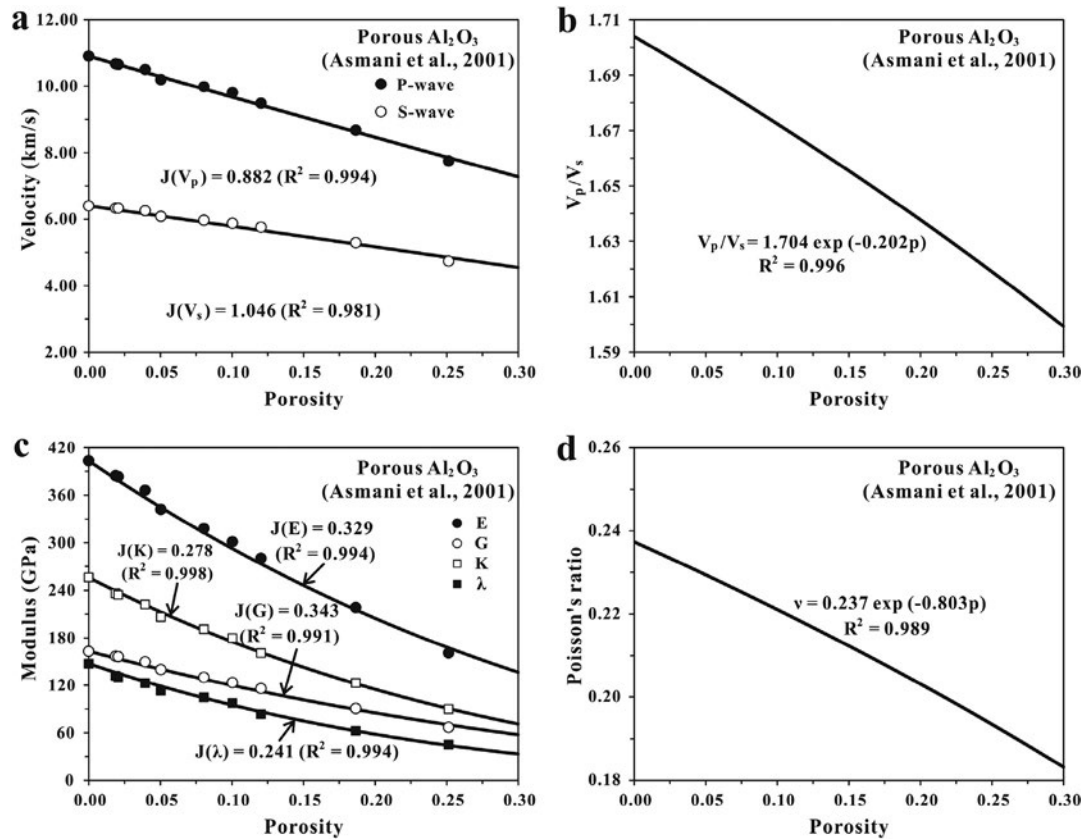 a
12.00
10.00
8.00
6.00
4.00
2.00
Velocity (km/s)
Porous Al₂O₃
(Asmani et al., 2001)
P-wave
S-wave
J(Vₚ) = 0.882 (R² = 0.994)
J(Vₛ) = 1.046 (R² = 0.981)
0.00 0.05 0.10 0.15 0.20 0.25 0.30
Porosity
b
1.71
1.69
1.67
1.65
1.63
1.61
1.59
Vₚ/Vₛ
Porous Al₂O₃
(Asmani et al., 2001)
Vₚ/Vₛ = 1.704 exp (-0.202p)
R² = 0.996
0.00 0.05 0.10 0.15 0.20 0.25 0.30
Porosity
c
420
360
300
240
180
120
60
0
Modulus (GPa)
Porous Al₂O₃
(Asmani et al., 2001)
E
G
K
λ
J(E) = 0.329
(R² = 0.994)
J(K) = 0.278
(R² = 0.998)
J(G) = 0.343
(R² = 0.991)
J(λ) = 0.241 (R² = 0.994)
0.00 0.05 0.10 0.15 0.20 0.25 0.30
Porosity
d
0.26
0.24
0.22
0.20
0.18
Poisson's ratio
Porous Al₂O₃
(Asmani et al., 2001)
ν = 0.237 exp (-0.803p)
R² = 0.989
0.00 0.05 0.10 0.15 0.20 0.25 0.30
Porosity